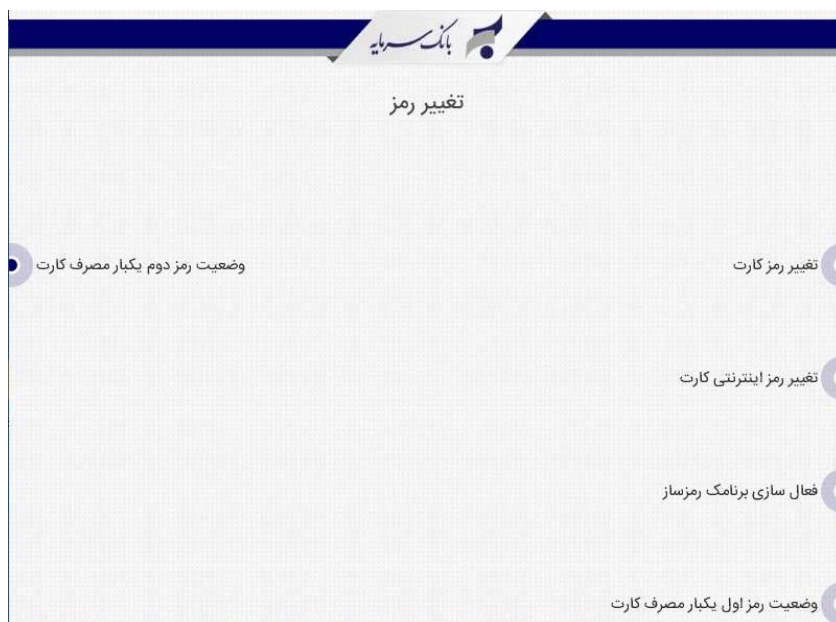 بانک سرمایه
تغییر رمز
تغییر رمز کارت
وضعیت رمز دوم یکبار مصرف کارت
تغییر رمز اینترنتی کارت
فعال سازی برنامک رمزساز
وضعیت رمز اول یکبار مصرف کارت